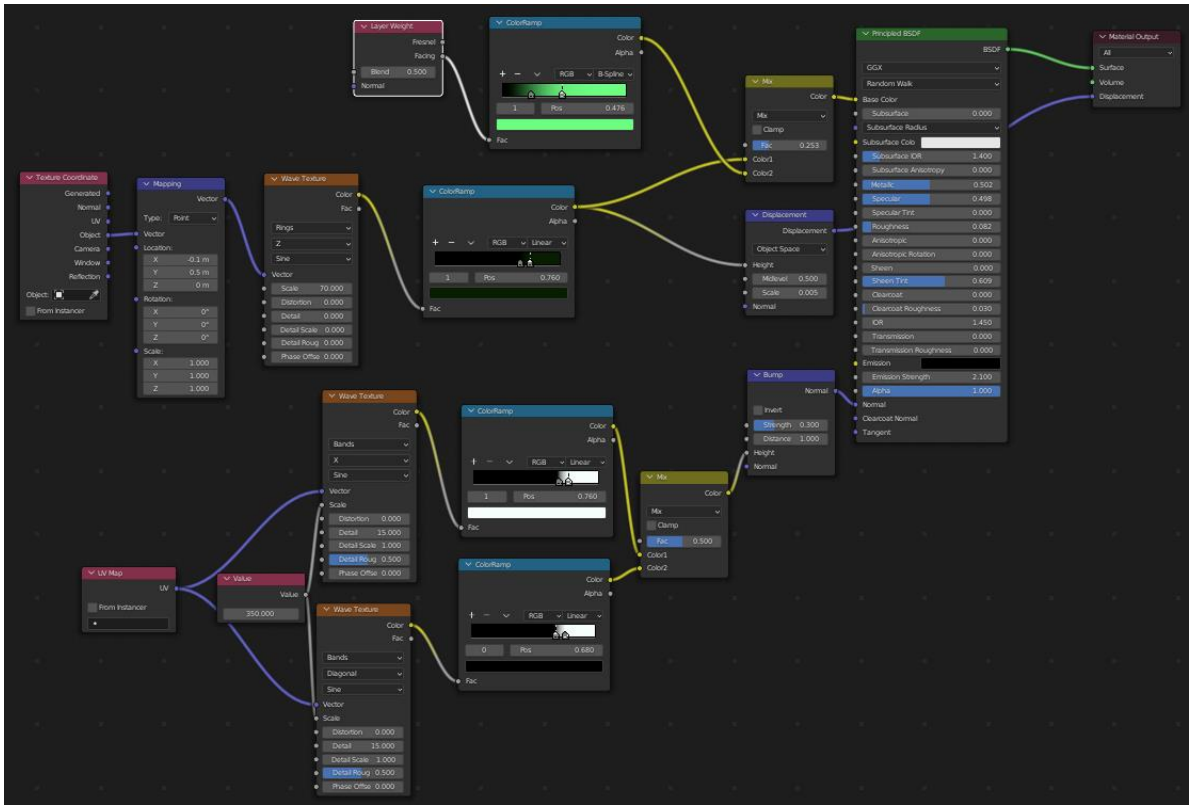 Layer Weight
Fresnel
Facing
Blend 0.500
Normal
ColorRamp
Color
Alpha
RGB B-Spline
1 Pos 0.476
Fac
Mix
Color
Mix
Clamp
Fac 0.253
Color1
Color2
Principled BSDF
BSDF
GGX
Random Walk
Base Color
Subsurface 0.000
Subsurface Radius
Subsurface Colo
Subsurface IOR 1.400
Subsurface Anisotropy 0.000
Metallic 0.502
Specular 0.498
Specular Tint 0.000
Roughness 0.082
Anisotropic 0.000
Anisotropic Rotation 0.000
Sheen 0.000
Sheen Tint 0.609
Clearcoat 0.000
Clearcoat Roughness 0.030
IOR 1.450
Transmission 0.000
Transmission Roughness 0.000
Emission
Emission Strength 2.100
Alpha 1.000
Normal
Clearcoat Normal
Tangent
Material Output
All
Surface
Volume
Displacement
Texture Coordinate
Generated
Normal
UV
Object
Camera
Window
Reflection
Object:
From Instancer
Mapping
Vector
Type: Point
Vector
Location:
X -0.1 m
Y 0.5 m
Z 0 m
Rotation:
X 0°
Y 0°
Z 0°
Scale:
X 1.000
Y 1.000
Z 1.000
Wave Texture
Color
Fac
Rings
Z
Sine
Vector
Scale 70.000
Distortion 0.000
Detail 0.000
Detail Scale 0.000
Detail Roug 0.000
Phase Offse 0.000
ColorRamp
Color
Alpha
RGB Linear
1 Pos 0.760
Fac
Displacement
Displacement
Object Space
Height
Midlevel 0.500
Scale 0.005
Normal
Bump
Normal
Invert
Strength 0.300
Distance 1.000
Height
Normal
Wave Texture
Color
Fac
Bands
X
Sine
Vector
Scale
Distortion 0.000
Detail 15.000
Detail Scale 1.000
Detail Roug 0.500
Phase Offse 0.000
ColorRamp
Color
Alpha
RGB Linear
1 Pos 0.760
Fac
Mix
Color
Mix
Clamp
Fac 0.500
Color1
Color2
UV Map
UV
From Instancer
Value
Value
350.000
Wave Texture
Color
Fac
Bands
Diagonal
Sine
Vector
Scale
Distortion 0.000
Detail 15.000
Detail Scale 1.000
Detail Roug 0.500
Phase Offse 0.000
ColorRamp
Color
Alpha
RGB Linear
0 Pos 0.680
Fac